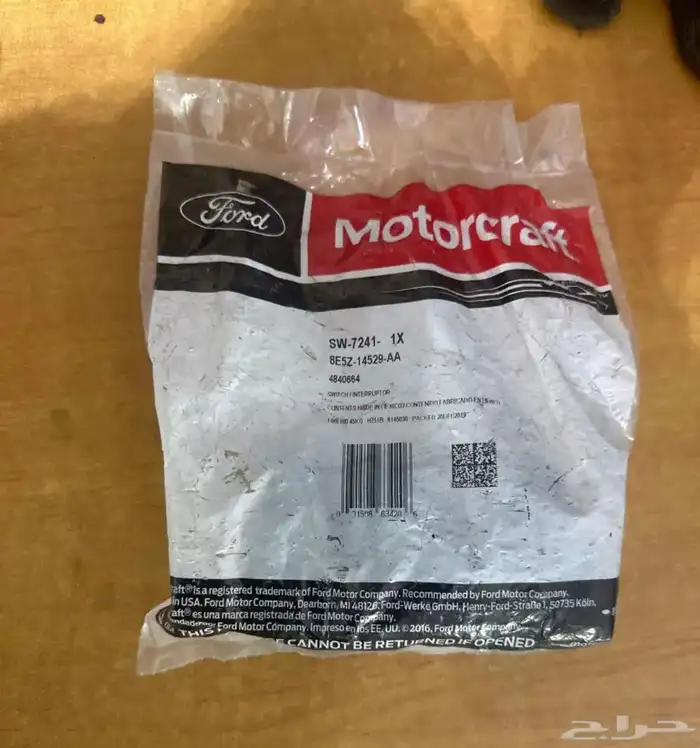 Ford
Motorcraft
SW-7241- 1X
8E5Z-14529-AA
4840664
SWITCH / INTERRUPTOR
craft® is a registered trademark of Ford Motor Company. Recommended by Ford Motor Company.
in USA. Ford Motor Company, Dearborn, MI 48126. Ford-Werke GmbH, Henry-Ford-Straße 1, 50735 Köln.
raft® es una marca registrada de Ford Motor Company.
Ford Motor Company. Impreso en los EE. UU. © 2016, Ford Motor Company.
THIS
CANNOT BE RETURNED IF OPENED
حراج